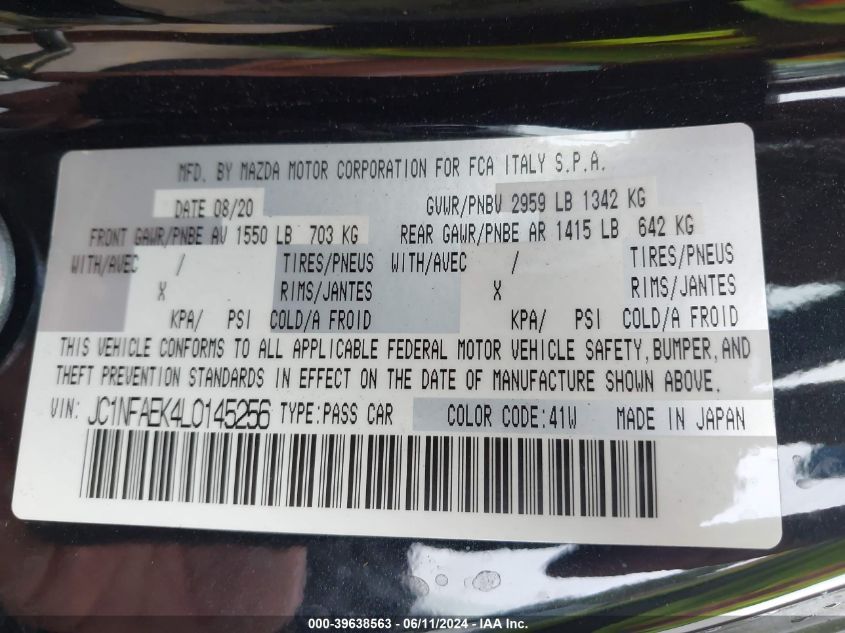 MFD. BY MAZDA MOTOR CORPORATION FOR FCA ITALY S.P.A.
DATE 08/20 GVWR/PNBV 2959 LB 1342 KG
FRONT GAWR/PNBE AV 1550 LB 703 KG REAR GAWR/PNBE AR 1415 LB 642 KG
WITH/AVEC / TIRES/PNEUS WITH/AVEC / TIRES/PNEUS
X RIMS/JANTES X RIMS/JANTES
KPA/ PSI COLD/A FROID KPA/ PSI COLD/A FROID
THIS VEHICLE CONFORMS TO ALL APPLICABLE FEDERAL MOTOR VEHICLE SAFETY, BUMPER, AND
THEFT PREVENTION STANDARDS IN EFFECT ON THE DATE OF MANUFACTURE SHOWN ABOVE.
VIN: JC1NFAEK4L0145256 TYPE: PASS CAR COLOR CODE: 41W MADE IN JAPAN
000-39638563 - 06/11/2024 - IAA Inc.